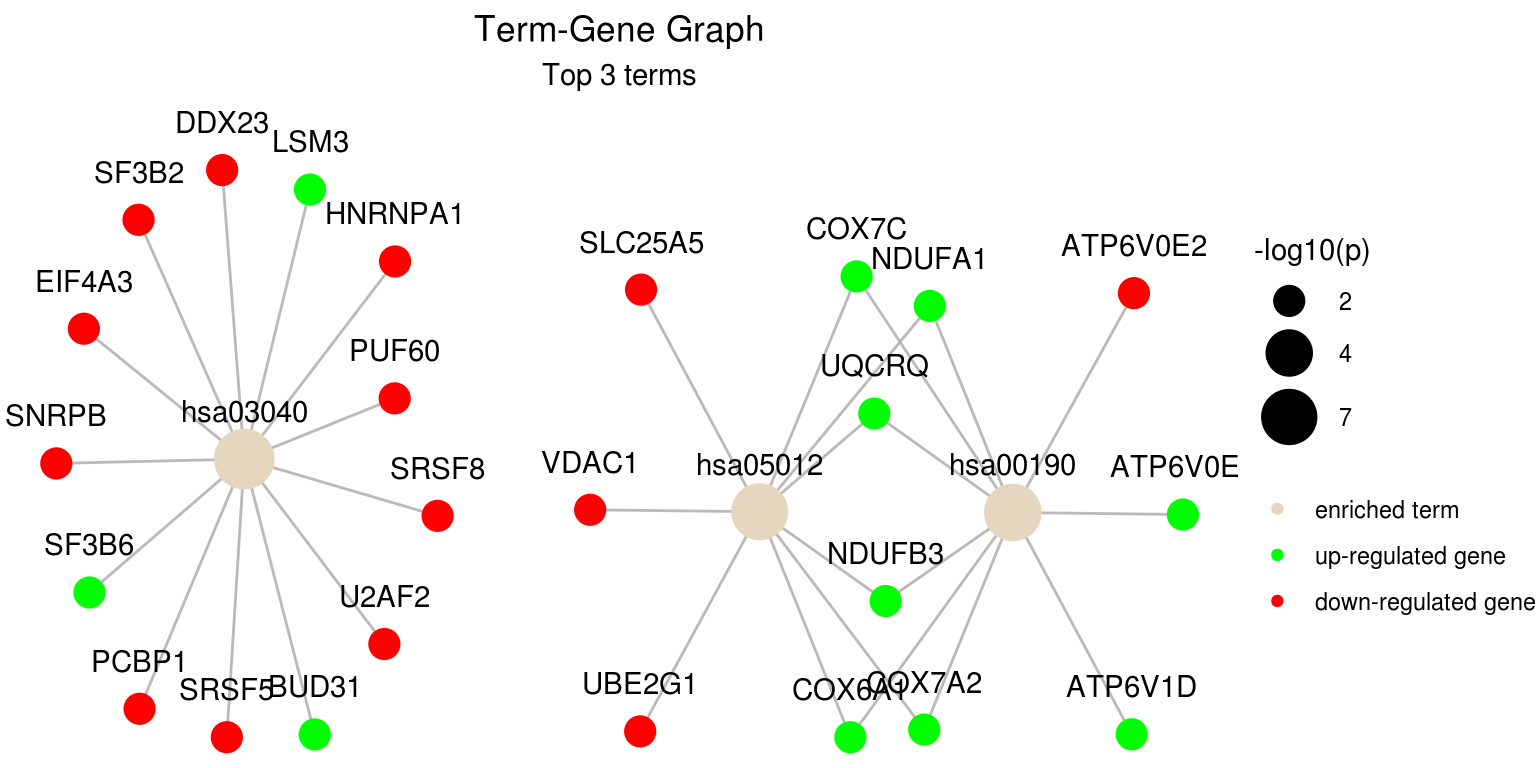 Term-Gene Graph
Top 3 terms
DDX23
LSM3
SF3B2
HNRNPA1
EIF4A3
PUF60
hsa03040
SNRPB
SRSF8
SF3B6
U2AF2
PCBP1
SRSF5
BUD31
COX7C
SLC25A5
NDUFA1
ATP6V0E2
UQCRQ
VDAC1
hsa05012
hsa00190
ATP6V0E
NDUFB3
UBE2G1
COX6A1
COX7A2
ATP6V1D
-log10(p)
2
4
7
enriched term
up-regulated gene
down-regulated gene